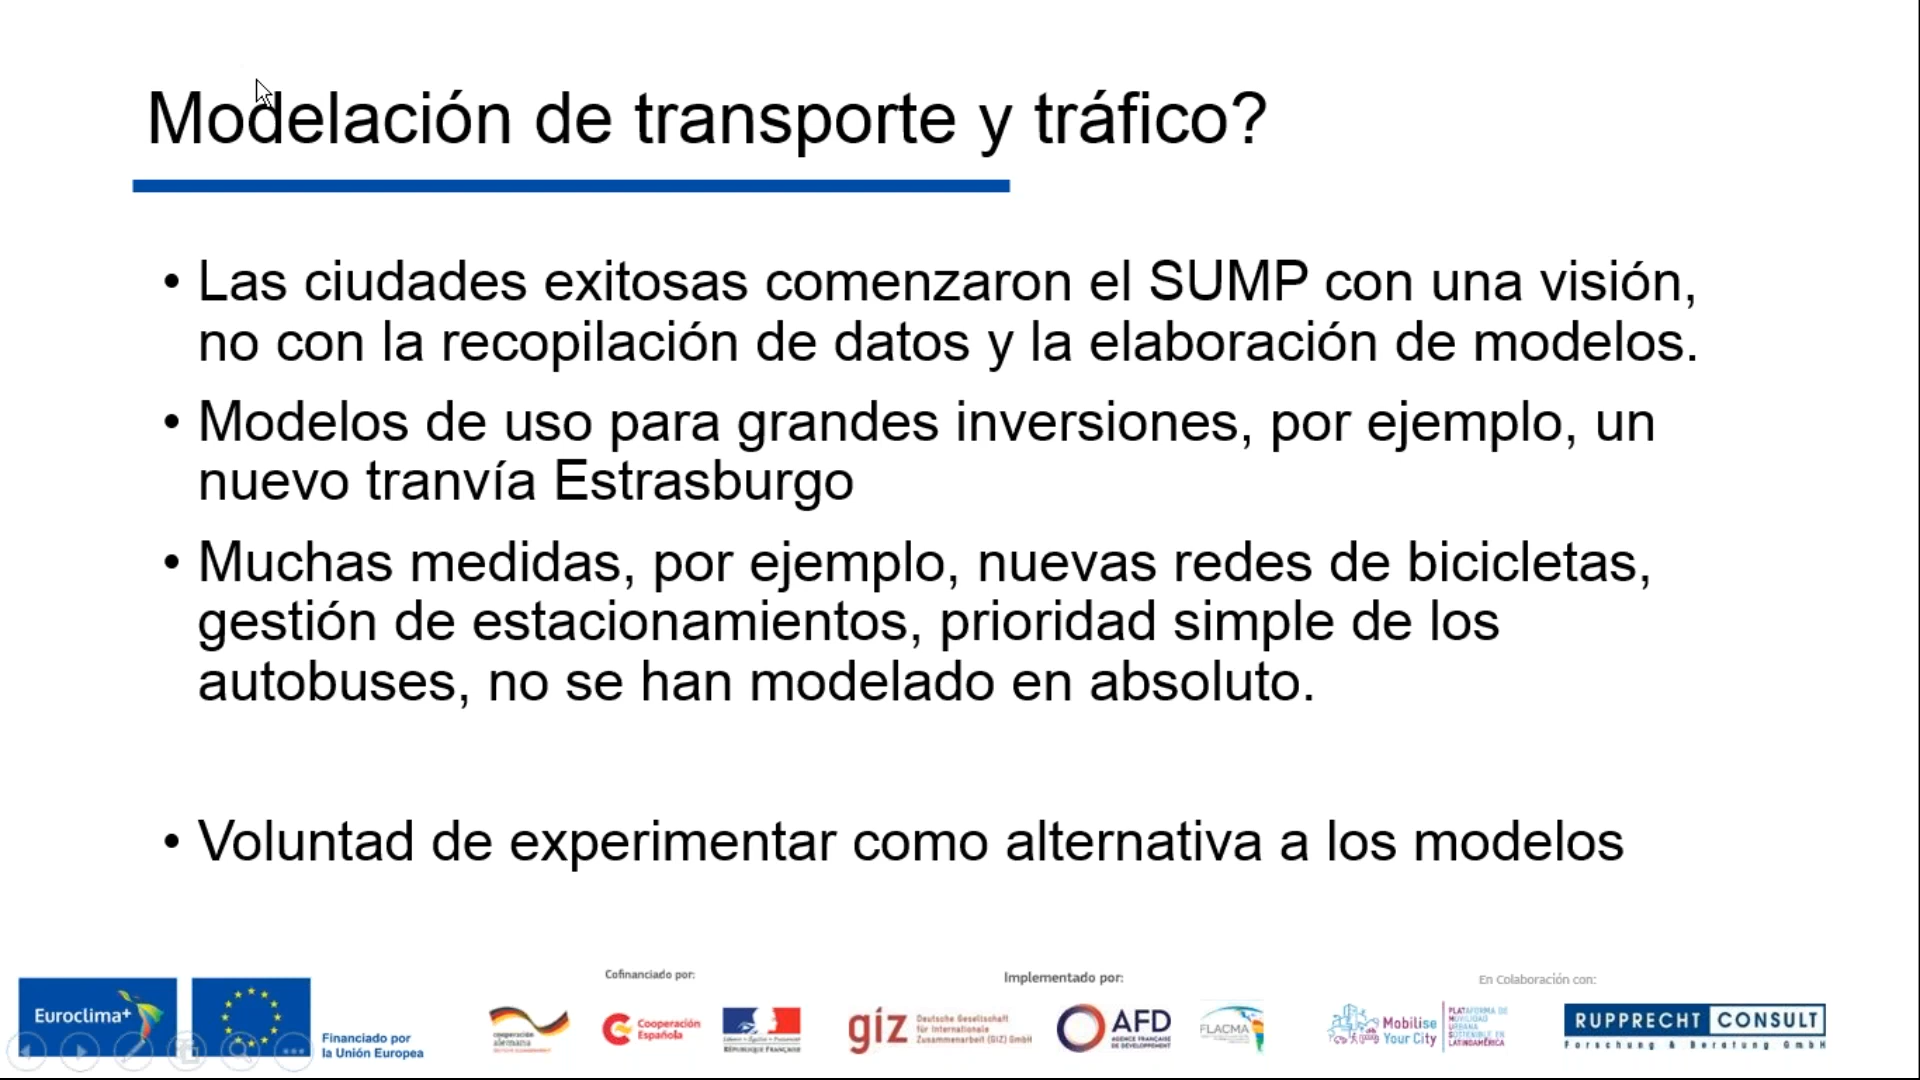 Modelación de transporte y tráfico?
• Las ciudades exitosas comenzaron el SUMP con una visión,
no con la recopilación de datos y la elaboración de modelos.
• Modelos de uso para grandes inversiones, por ejemplo, un
nuevo tranvía Estrasburgo
• Muchas medidas, por ejemplo, nuevas redes de bicicletas,
gestión de estacionamientos, prioridad simple de los
autobuses, no se han modelado en absoluto.
• Voluntad de experimentar como alternativa a los modelos
Euroclima+
Financiado por
la Unión Europea
Cofinanciado por:
cooperación
alemana
Cooperación
Española
RÉPUBLIQUE FRANÇAISE
Implementado por:
giz
Deutsche Gesellschaft
für Internationale
Zusammenarbeit (GIZ) GmbH
AFD
AGENCE FRANÇAISE
DE DÉVELOPPEMENT
FLACMA
En Colaboración con:
Mobilise
Your City
PLATAFORMA DE
MOVILIDAD
URBANA
SOSTENIBLE EN
LATINOAMÉRICA
RUPPRECHT CONSULT
Forschung & Beratung GmbH